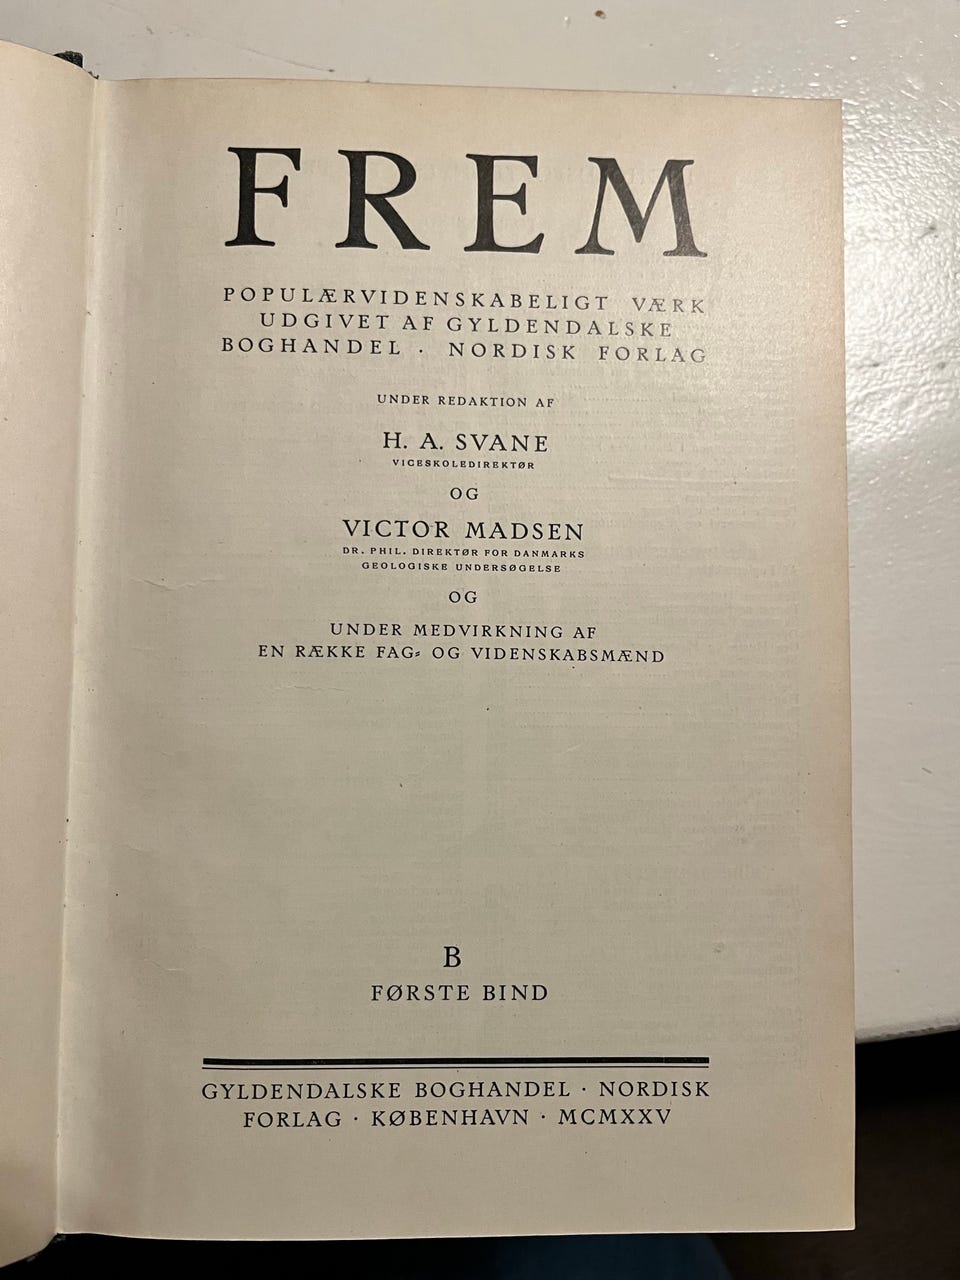 FREM
POPULÆRVIDENSKABELIGT VÆRK
UDGIVET AF GYLDENDALSKE
BOGHANDEL · NORDISK FORLAG
UNDER REDAKTION AF
H. A. SVANE
VICESKOLEDIREKTØR
OG
VICTOR MADSEN
DR. PHIL. DIREKTØR FOR DANMARKS
GEOLOGISKE UNDERSØGELSE
OG
UNDER MEDVIRKNING AF
EN RÆKKE FAG- OG VIDENSKABSMÆND
B
FØRSTE BIND
GYLDENDALSKE BOGHANDEL · NORDISK
FORLAG · KØBENHAVN · MCMXXV